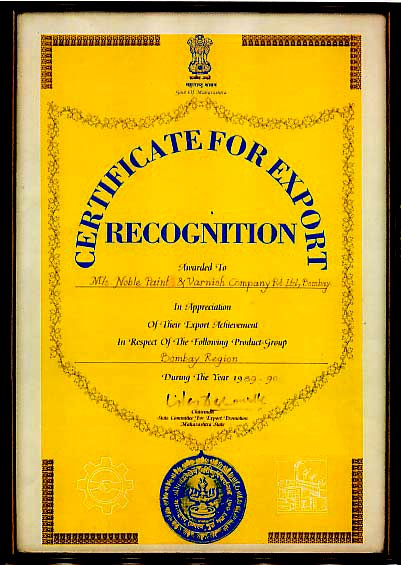 महाराष्ट्र शासन
Govt Of Maharashtra
CERTIFICATE FOR EXPORT
RECOGNITION
Awarded To
M/s. Noble Paint & Varnish Company Pvt Ltd, Bombay
In Appreciation
Of Their Export Achievement
In Respect Of The Following Product-Group
Bombay Region
During The Year 1989-90
Chairman
State Committee For Export Promotion
Maharashtra State